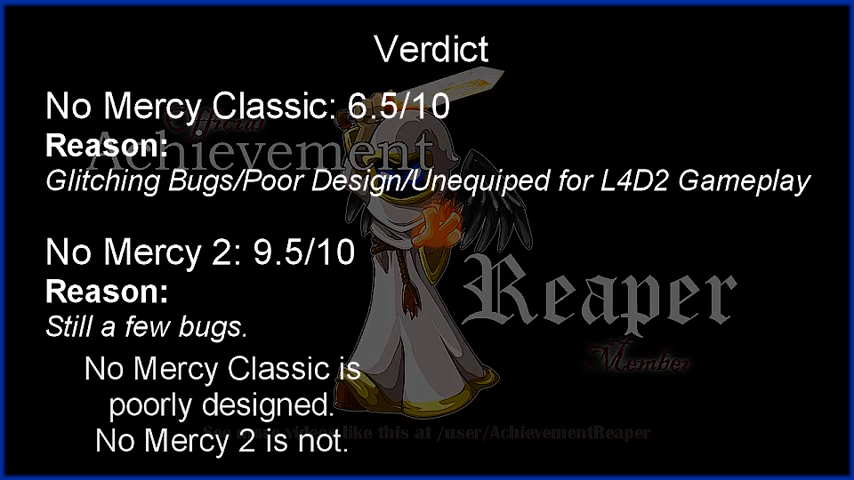 Verdict
No Mercy Classic: 6.5/10
Official
Reason:
Achievement
Glitching Bugs/Poor Design/Unequiped for L4D2 Gameplay
No Mercy 2: 9.5/10
Reason:
Reaper
Still a few bugs.
Member
No Mercy Classic is
poorly designed.
No Mercy 2 is not.
See more videos like this at /user/AchievementReaper